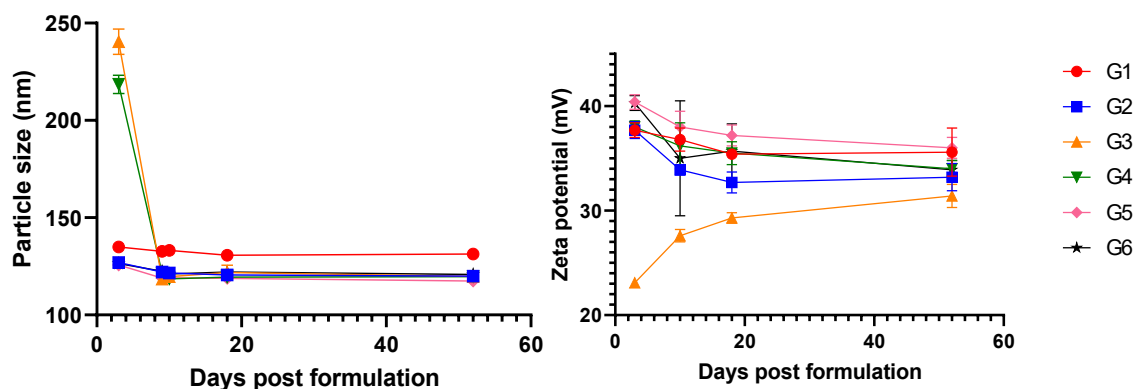 Particle size (nm)
250
200
150
100
0
20
40
60
Days post formulation
Zeta potential (mV)
40
30
20
0
20
40
60
Days post formulation
G1
G2
G3
G4
G5
G6